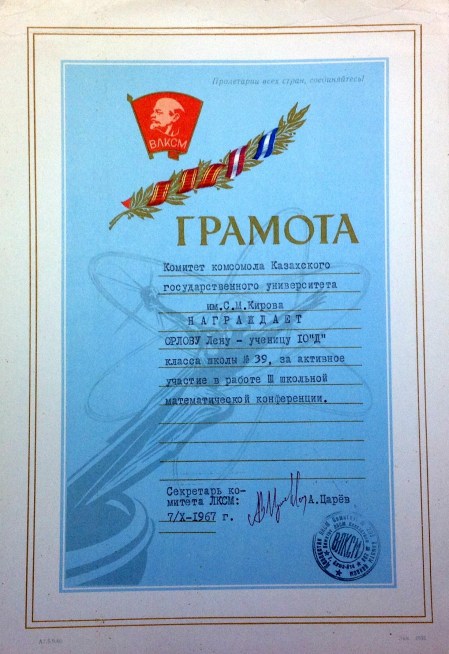 Пролетарии всех стран, соединяйтесь!
ВЛКСМ
ГРАМОТА
Комитет комсомола Казахского
государственного университета
им.С.М.Кирова
НАГРАЖДАЕТ
ОРЛОВУ Лену - ученицу 10"Д"
класса школы № 39, за активное
участие в работе Ш школьной
математической конференции.
Секретарь ко-
митета ЛКСМ:
А.Царёв
7/Х-1967 г.
ВЛКСМ